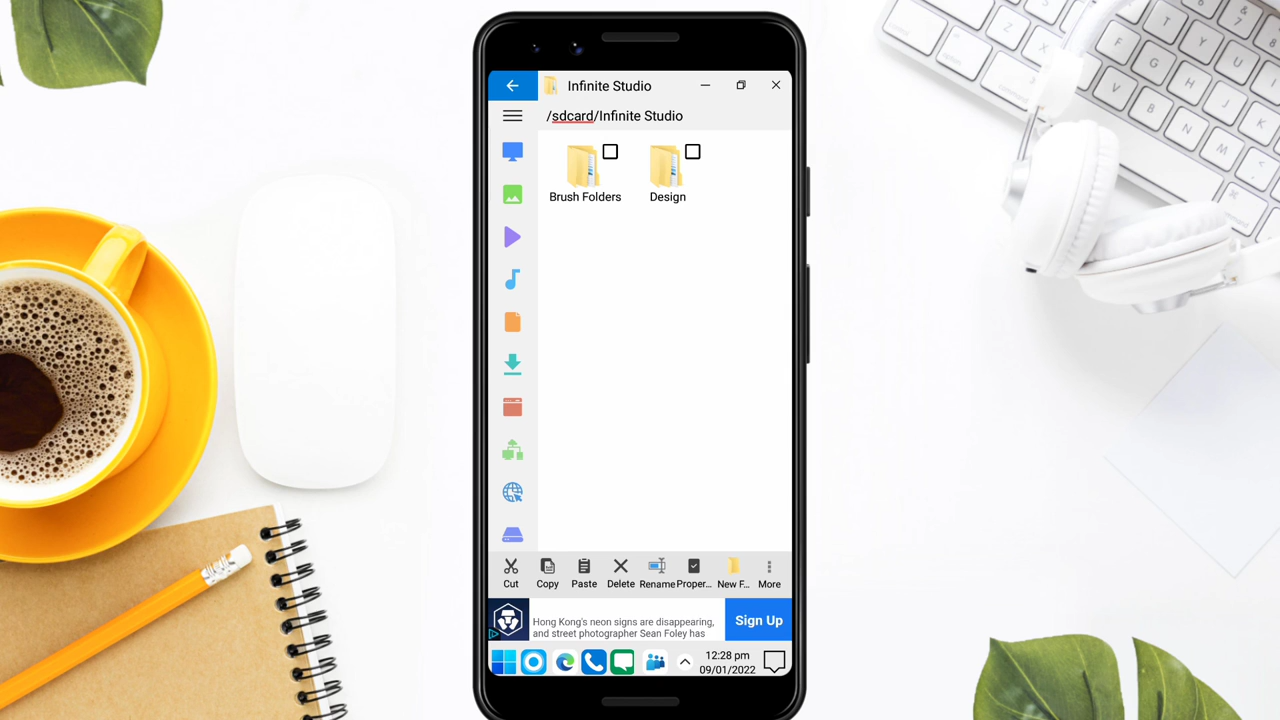 Infinite Studio
/sdcard/Infinite Studio
Brush Folders
Design
Cut
Copy
Paste
Delete
Rename
Proper...
New F...
More
Hong Kong's neon signs are disappearing,
and street photographer Sean Foley has
Sign Up
12:28 pm
09/01/2022
command
Z
X
C
V
B
N
M
F
G
H
J
K
T
Y
U